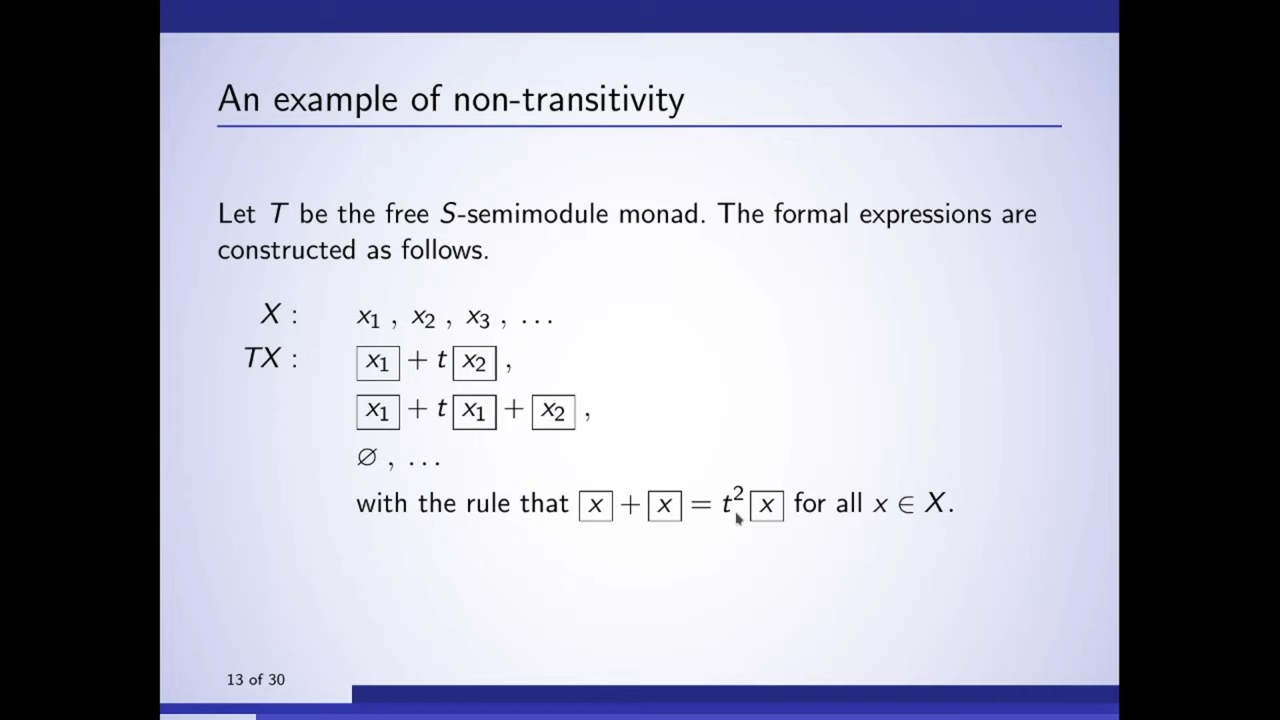 An example of non-transitivity
Let T be the free S-semimodule monad. The formal expressions are
constructed as follows.
X : x₁ , x₂ , x₃ , ...
TX : x₁ + t x₂ ,
x₁ + t x₁ + x₂ ,
∅ , ...
with the rule that x + x = t² x for all x ∈ X.
13 of 30